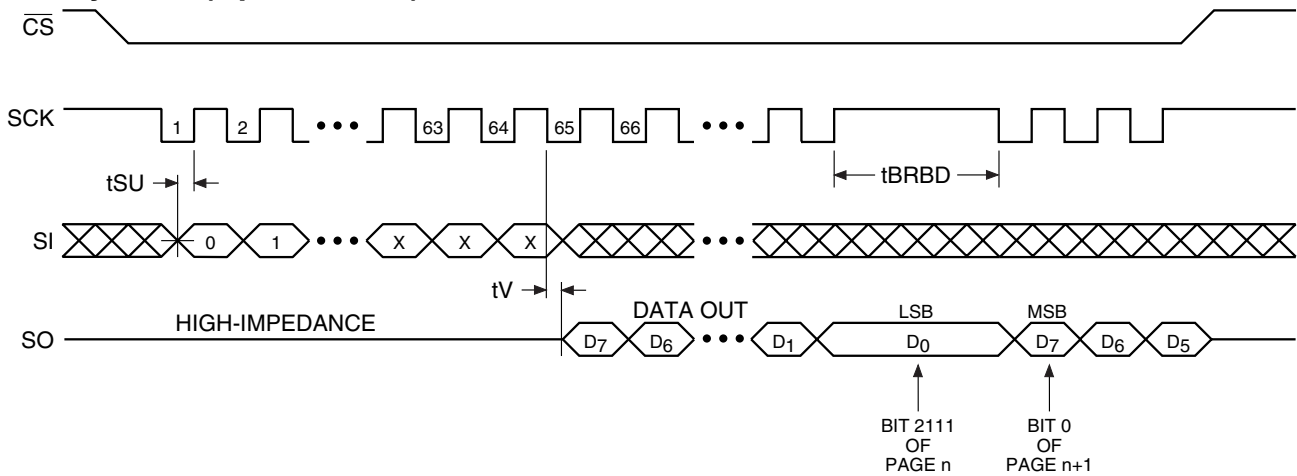 CS
SCK
1 2 ••• 63 64 65 66 •••
tSU
tBRBD
SI
0 1 ••• X X X •••
tV
HIGH-IMPEDANCE
DATA OUT
LSB
MSB
SO
D7 D6 ••• D1 D0 D7 D6 D5
BIT 2111
OF
PAGE n
BIT 0
OF
PAGE n+1